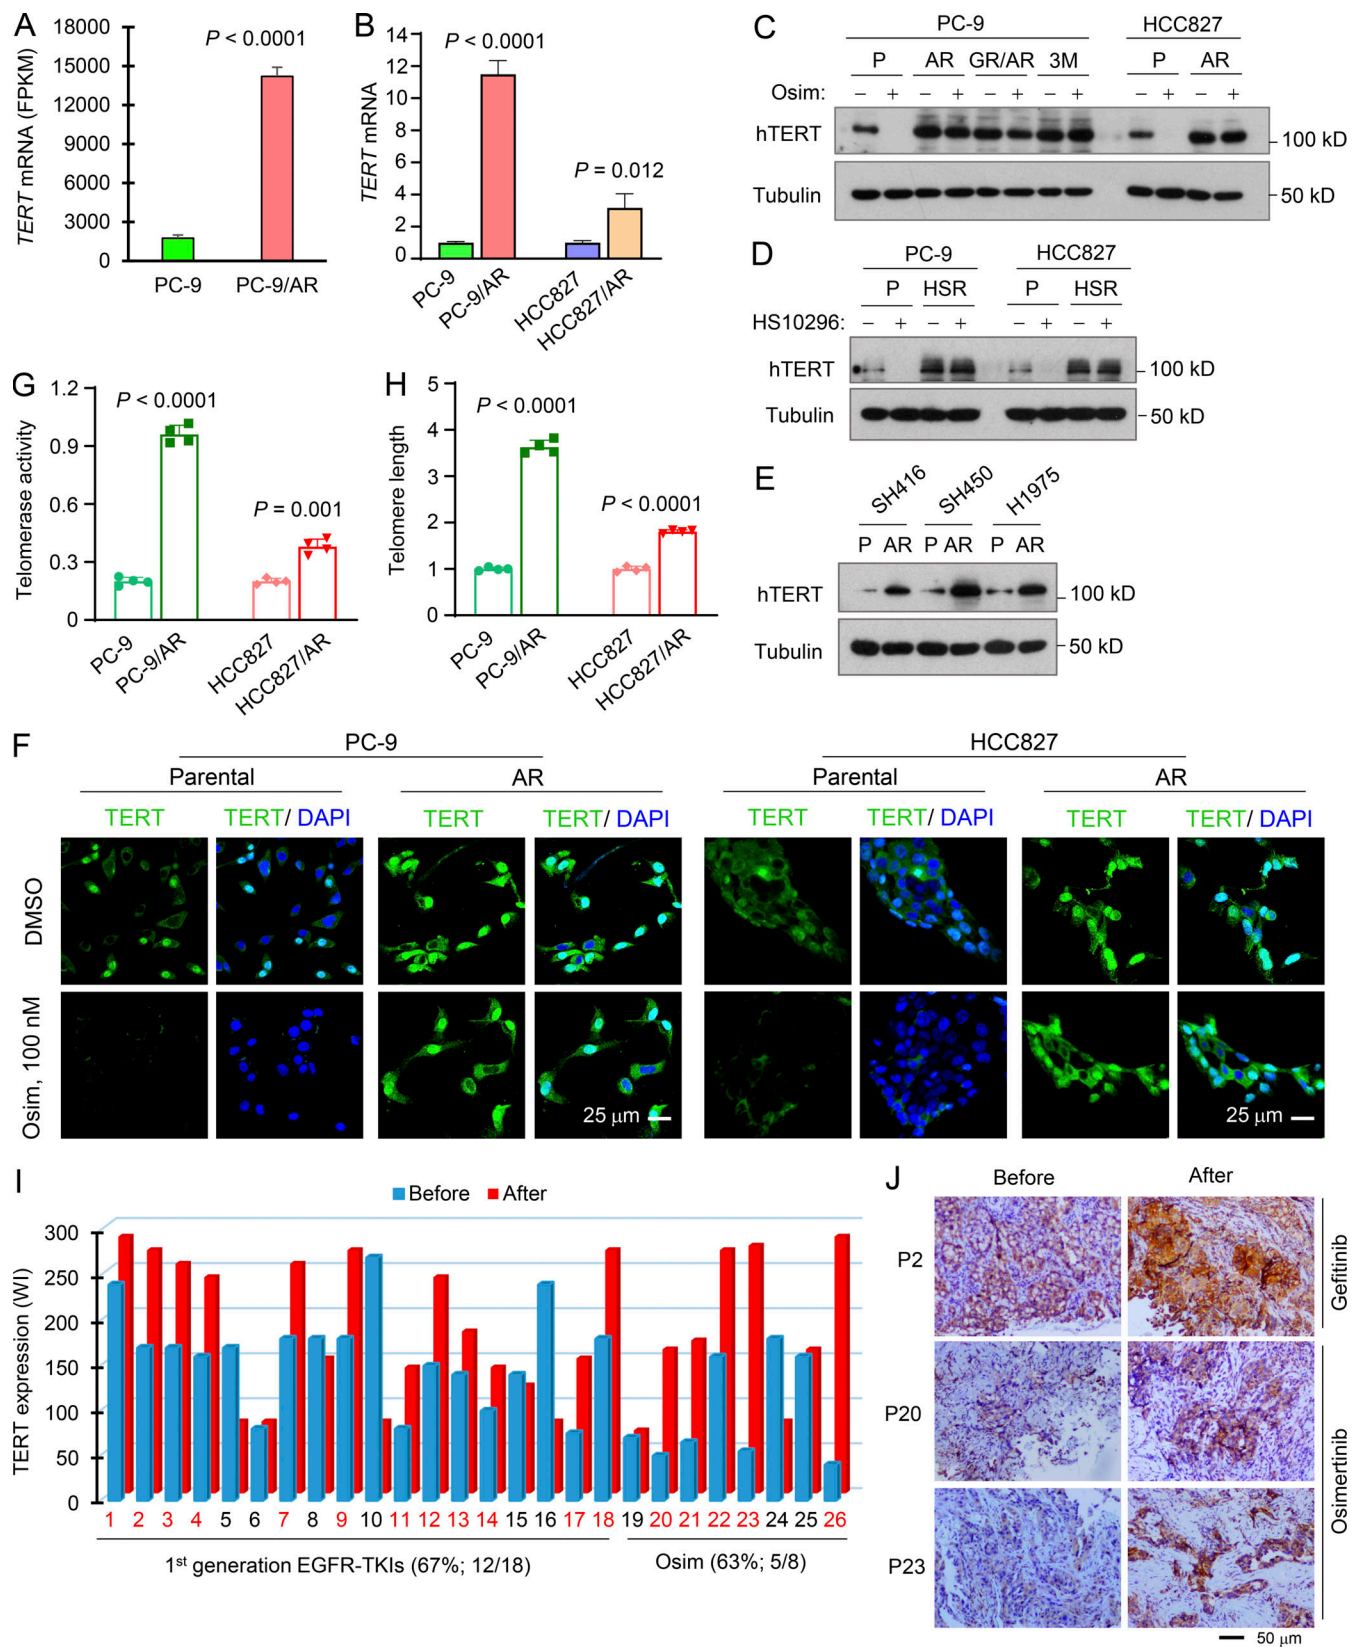 A
TERT mRNA (FPKM)
18000
15000
12000
9000
6000
3000
0
P < 0.0001
PC-9
PC-9/AR
B
TERT mRNA
14
12
10
8
6
4
2
0
P < 0.0001
P = 0.012
PC-9
PC-9/AR
HCC827
HCC827/AR
C
PC-9
HCC827
P
AR
GR/AR
3M
P
AR
Osim:
– + – + – + – + – + – +
hTERT
100 kD
Tubulin
50 kD
D
PC-9
HCC827
P
HSR
P
HSR
HS10296:
– + – + – + – +
hTERT
100 kD
Tubulin
50 kD
G
Telomerase activity
1.2
0.9
0.6
0.3
0
P < 0.0001
P = 0.001
PC-9
PC-9/AR
HCC827
HCC827/AR
H
Telomere length
5
4
3
2
1
0
P < 0.0001
P < 0.0001
PC-9
PC-9/AR
HCC827
HCC827/AR
E
SH416
SH450
H1975
P AR P AR P AR
hTERT
100 kD
Tubulin
50 kD
F
PC-9
HCC827
Parental
AR
Parental
AR
TERT
TERT/ DAPI
TERT
TERT/ DAPI
TERT
TERT/ DAPI
TERT
TERT/ DAPI
DMSO
Osim, 100 nM
25 µm
25 µm
I
Before
After
TERT expression (WI)
300
250
200
150
100
50
0
1 2 3 4 5 6 7 8 9 10 11 12 13 14 15 16 17 18 19 20 21 22 23 24 25 26
1st generation EGFR-TKIs (67%; 12/18)
Osim (63%; 5/8)
J
Before
After
P2
Gefitinib
P20
P23
Osimertinib
50 µm